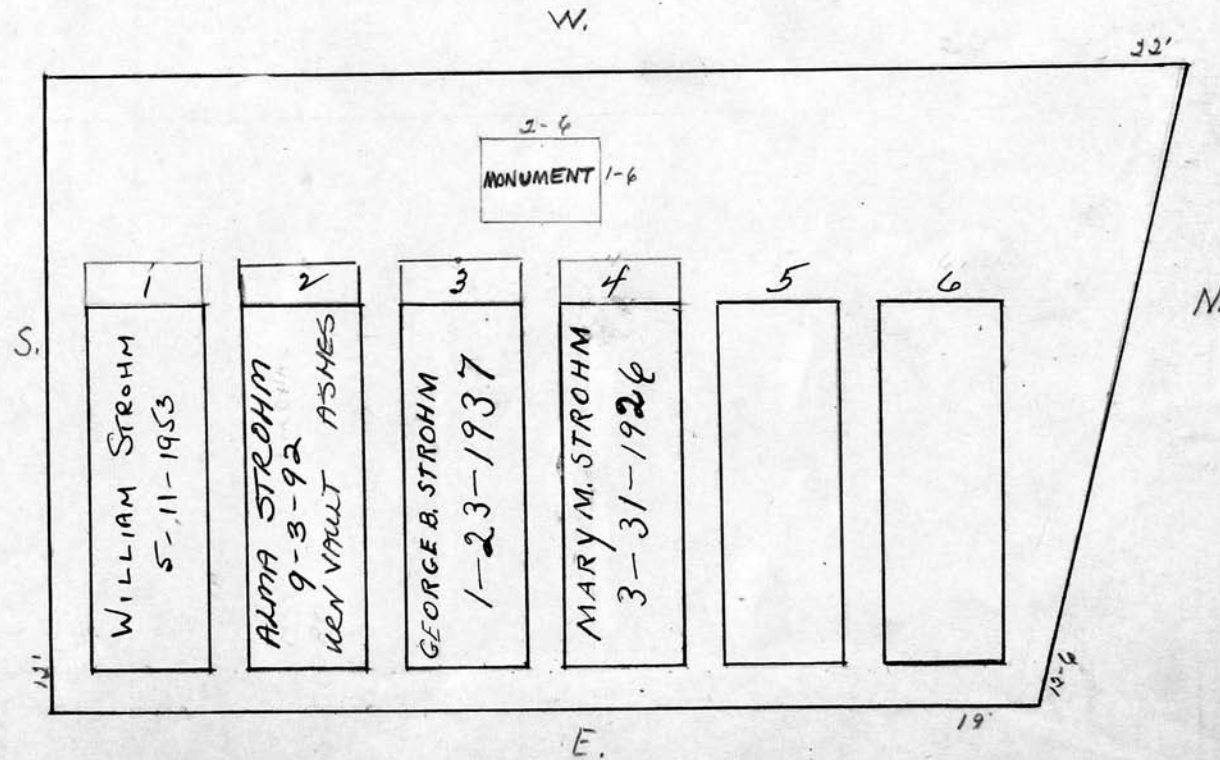 W.
22'
2-6
MONUMENT 1-6
1 2 3 4 5 6
S.
N.
WILLIAM STROHM
5-11-1953
ALMA STROHM
9-3-92
URN VAULT ASHES
GEORGE B. STROHM
1-23-1937
MARY M. STROHM
3-31-1926
12'
12-6
19'
E.